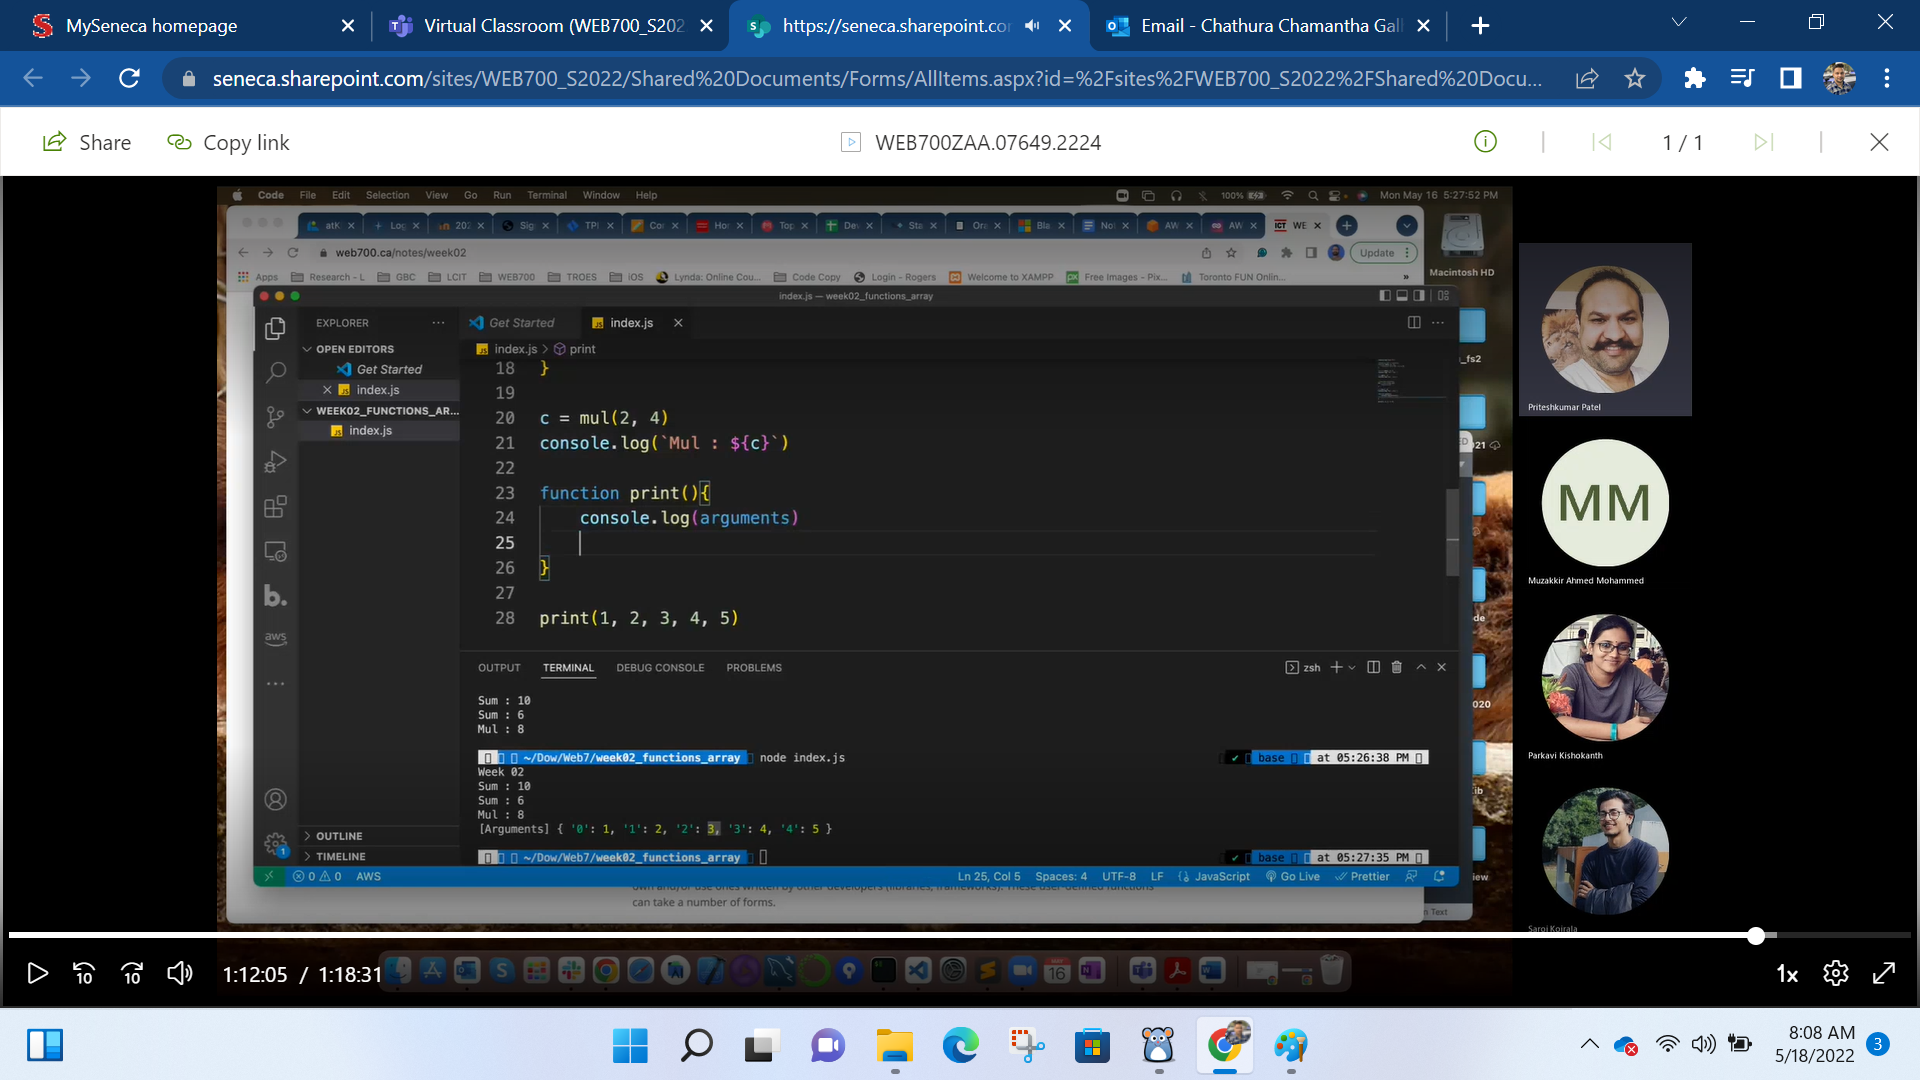 MySeneca homepage
Virtual Classroom (WEB700_S202
https://seneca.sharepoint.co
Email - Chathura Chamantha Gal
seneca.sharepoint.com/sites/WEB700_S2022/Shared%20Documents/Forms/AllItems.aspx?id=%2Fsites%2FWEB700_S2022%2FShared%20Docu...
Share
Copy link
WEB700ZAA.07649.2224
1 / 1
Code File Edit Selection View Go Run Terminal Window Help
100%
Mon May 16 5:27:52 PM
web700.ca/notes/week02
Update
Apps Research - L GBC LCIT WEB700 TROES iOS Lynda: Online Cou... Code Copy Login - Rogers Welcome to XAMPP Free Images - Pix... Toronto FUN Onlin... »
Macintosh HD
index.js — week02_functions_array
EXPLORER
Get Started
index.js
OPEN EDITORS
index.js > print
Get Started
index.js
WEEK02_FUNCTIONS_AR...
index.js
18 }
19
20 c = mul(2, 4)
21 console.log(`Mul : ${c}`)
22
23 function print(){
24 console.log(arguments)
25
26 }
27
28 print(1, 2, 3, 4, 5)
OUTPUT TERMINAL DEBUG CONSOLE PROBLEMS
zsh
Sum : 10
Sum : 6
Mul : 8
~/Dow/Web7/week02_functions_array node index.js
base at 05:26:38 PM
Week 02
Sum : 10
Sum : 6
Mul : 8
[Arguments] { '0': 1, '1': 2, '2': 3, '3': 4, '4': 5 }
~/Dow/Web7/week02_functions_array
base at 05:27:35 PM
b.
aws
OUTLINE
TIMELINE
1
0 0 AWS
Ln 25, Col 5 Spaces: 4 UTF-8 LF JavaScript Go Live Prettier
can take a number of forms.
Priteshkumar Patel
MM
Muzakkir Ahmed Mohammed
Parkavi Kishokanth
Saroj Koirala
10
10
1:12:05 / 1:18:31
MAY
16
1x
8:08 AM
5/18/2022
3